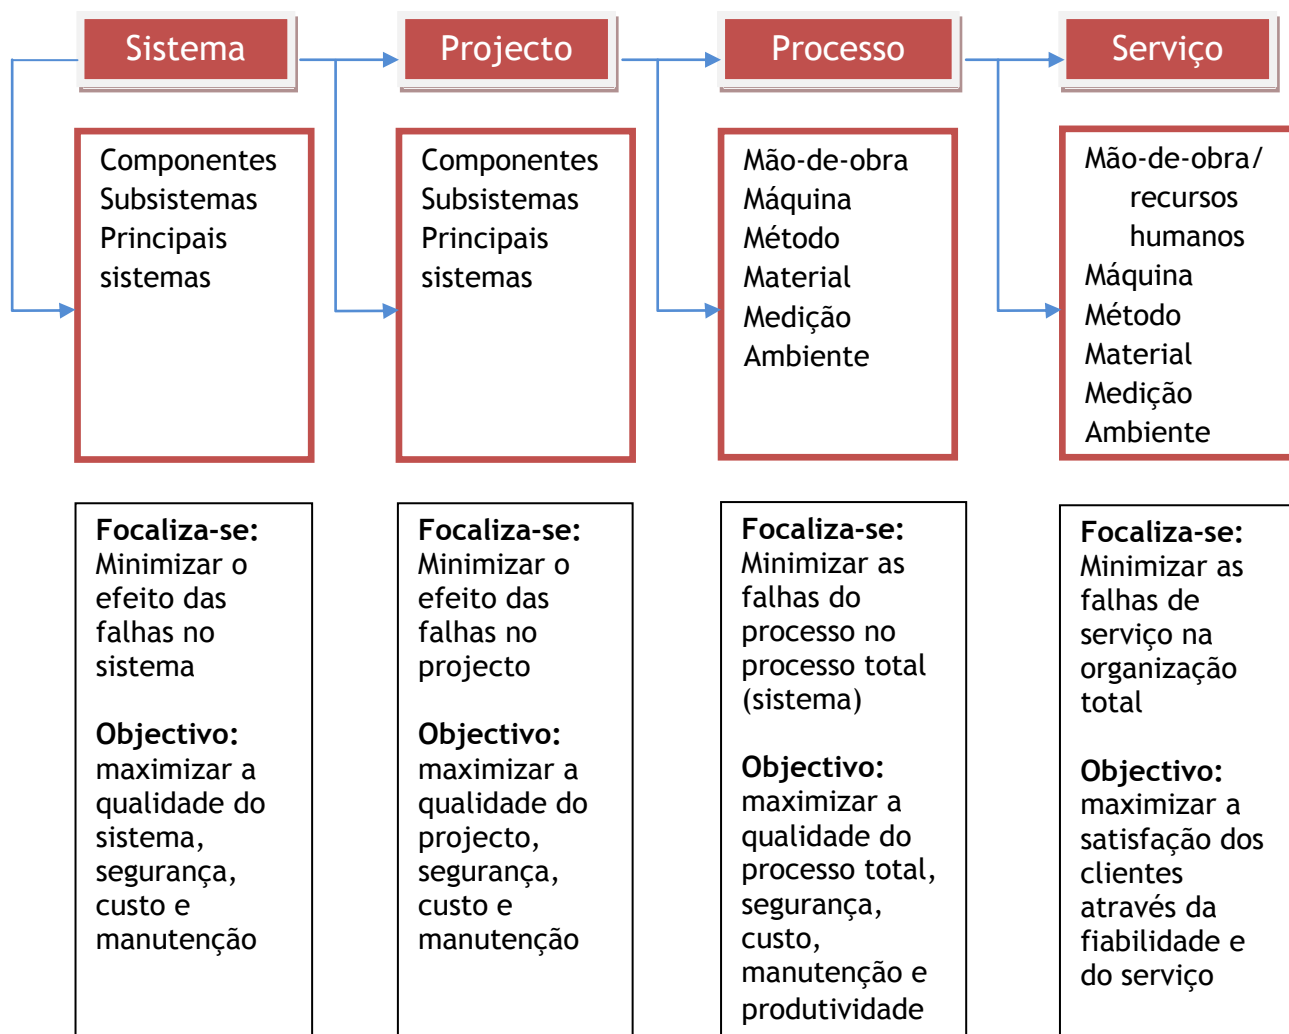 Sistema
Projecto
Processo
Serviço
Componentes
Subsistemas
Principais
sistemas
Componentes
Subsistemas
Principais
sistemas
Mão-de-obra
Máquina
Método
Material
Medição
Ambiente
Mão-de-obra/
recursos
humanos
Máquina
Método
Material
Medição
Ambiente
Focaliza-se:
Minimizar o
efeito das
falhas no
sistema
Objectivo:
maximizar a
qualidade do
sistema,
segurança,
custo e
manutenção
Focaliza-se:
Minimizar o
efeito das
falhas no
projecto
Objectivo:
maximizar a
qualidade do
projecto,
segurança,
custo e
manutenção
Focaliza-se:
Minimizar as
falhas do
processo no
processo total
(sistema)
Objectivo:
maximizar a
qualidade do
processo total,
segurança,
custo,
manutenção e
produtividade
Focaliza-se:
Minimizar as
falhas de
serviço na
organização
total
Objectivo:
maximizar a
satisfação dos
clientes
através da
fiabilidade e
do serviço